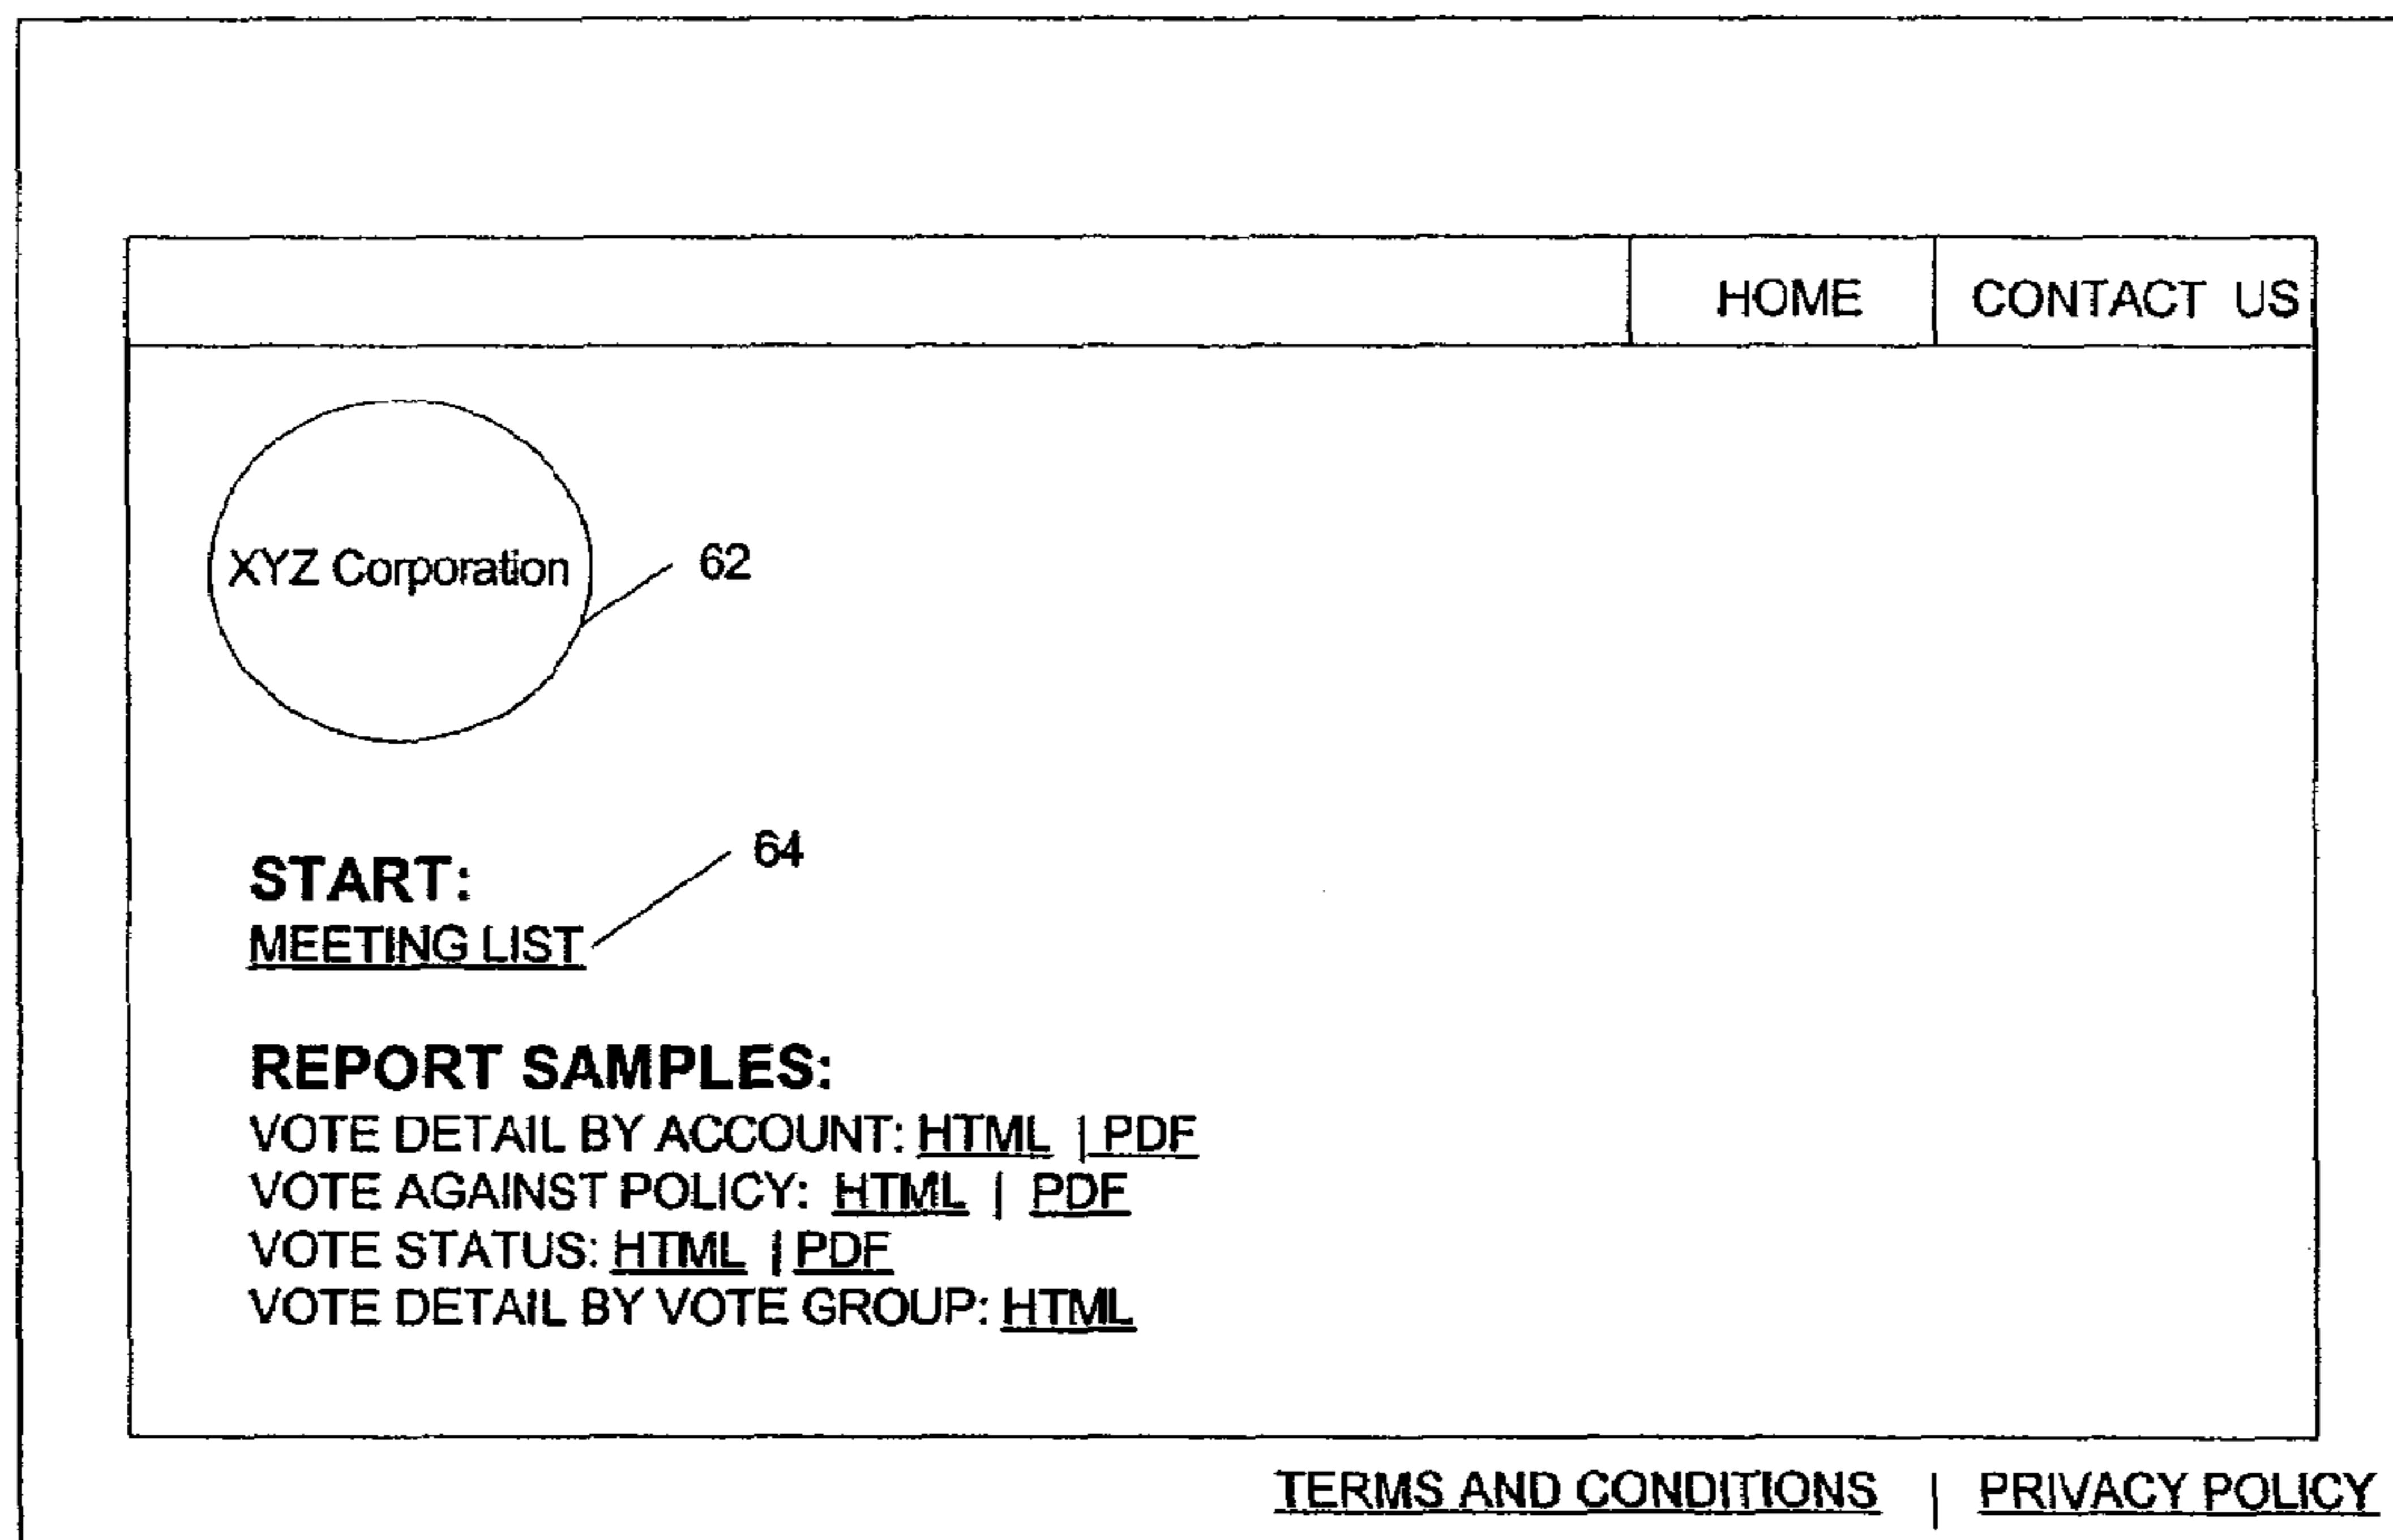 HOME CONTACT US
XYZ Corporation 62
64
START:
MEETING LIST
REPORT SAMPLES:
VOTE DETAIL BY ACCOUNT: HTML | PDF
VOTE AGAINST POLICY: HTML | PDF
VOTE STATUS: HTML | PDF
VOTE DETAIL BY VOTE GROUP: HTML
TERMS AND CONDITIONS | PRIVACY POLICY